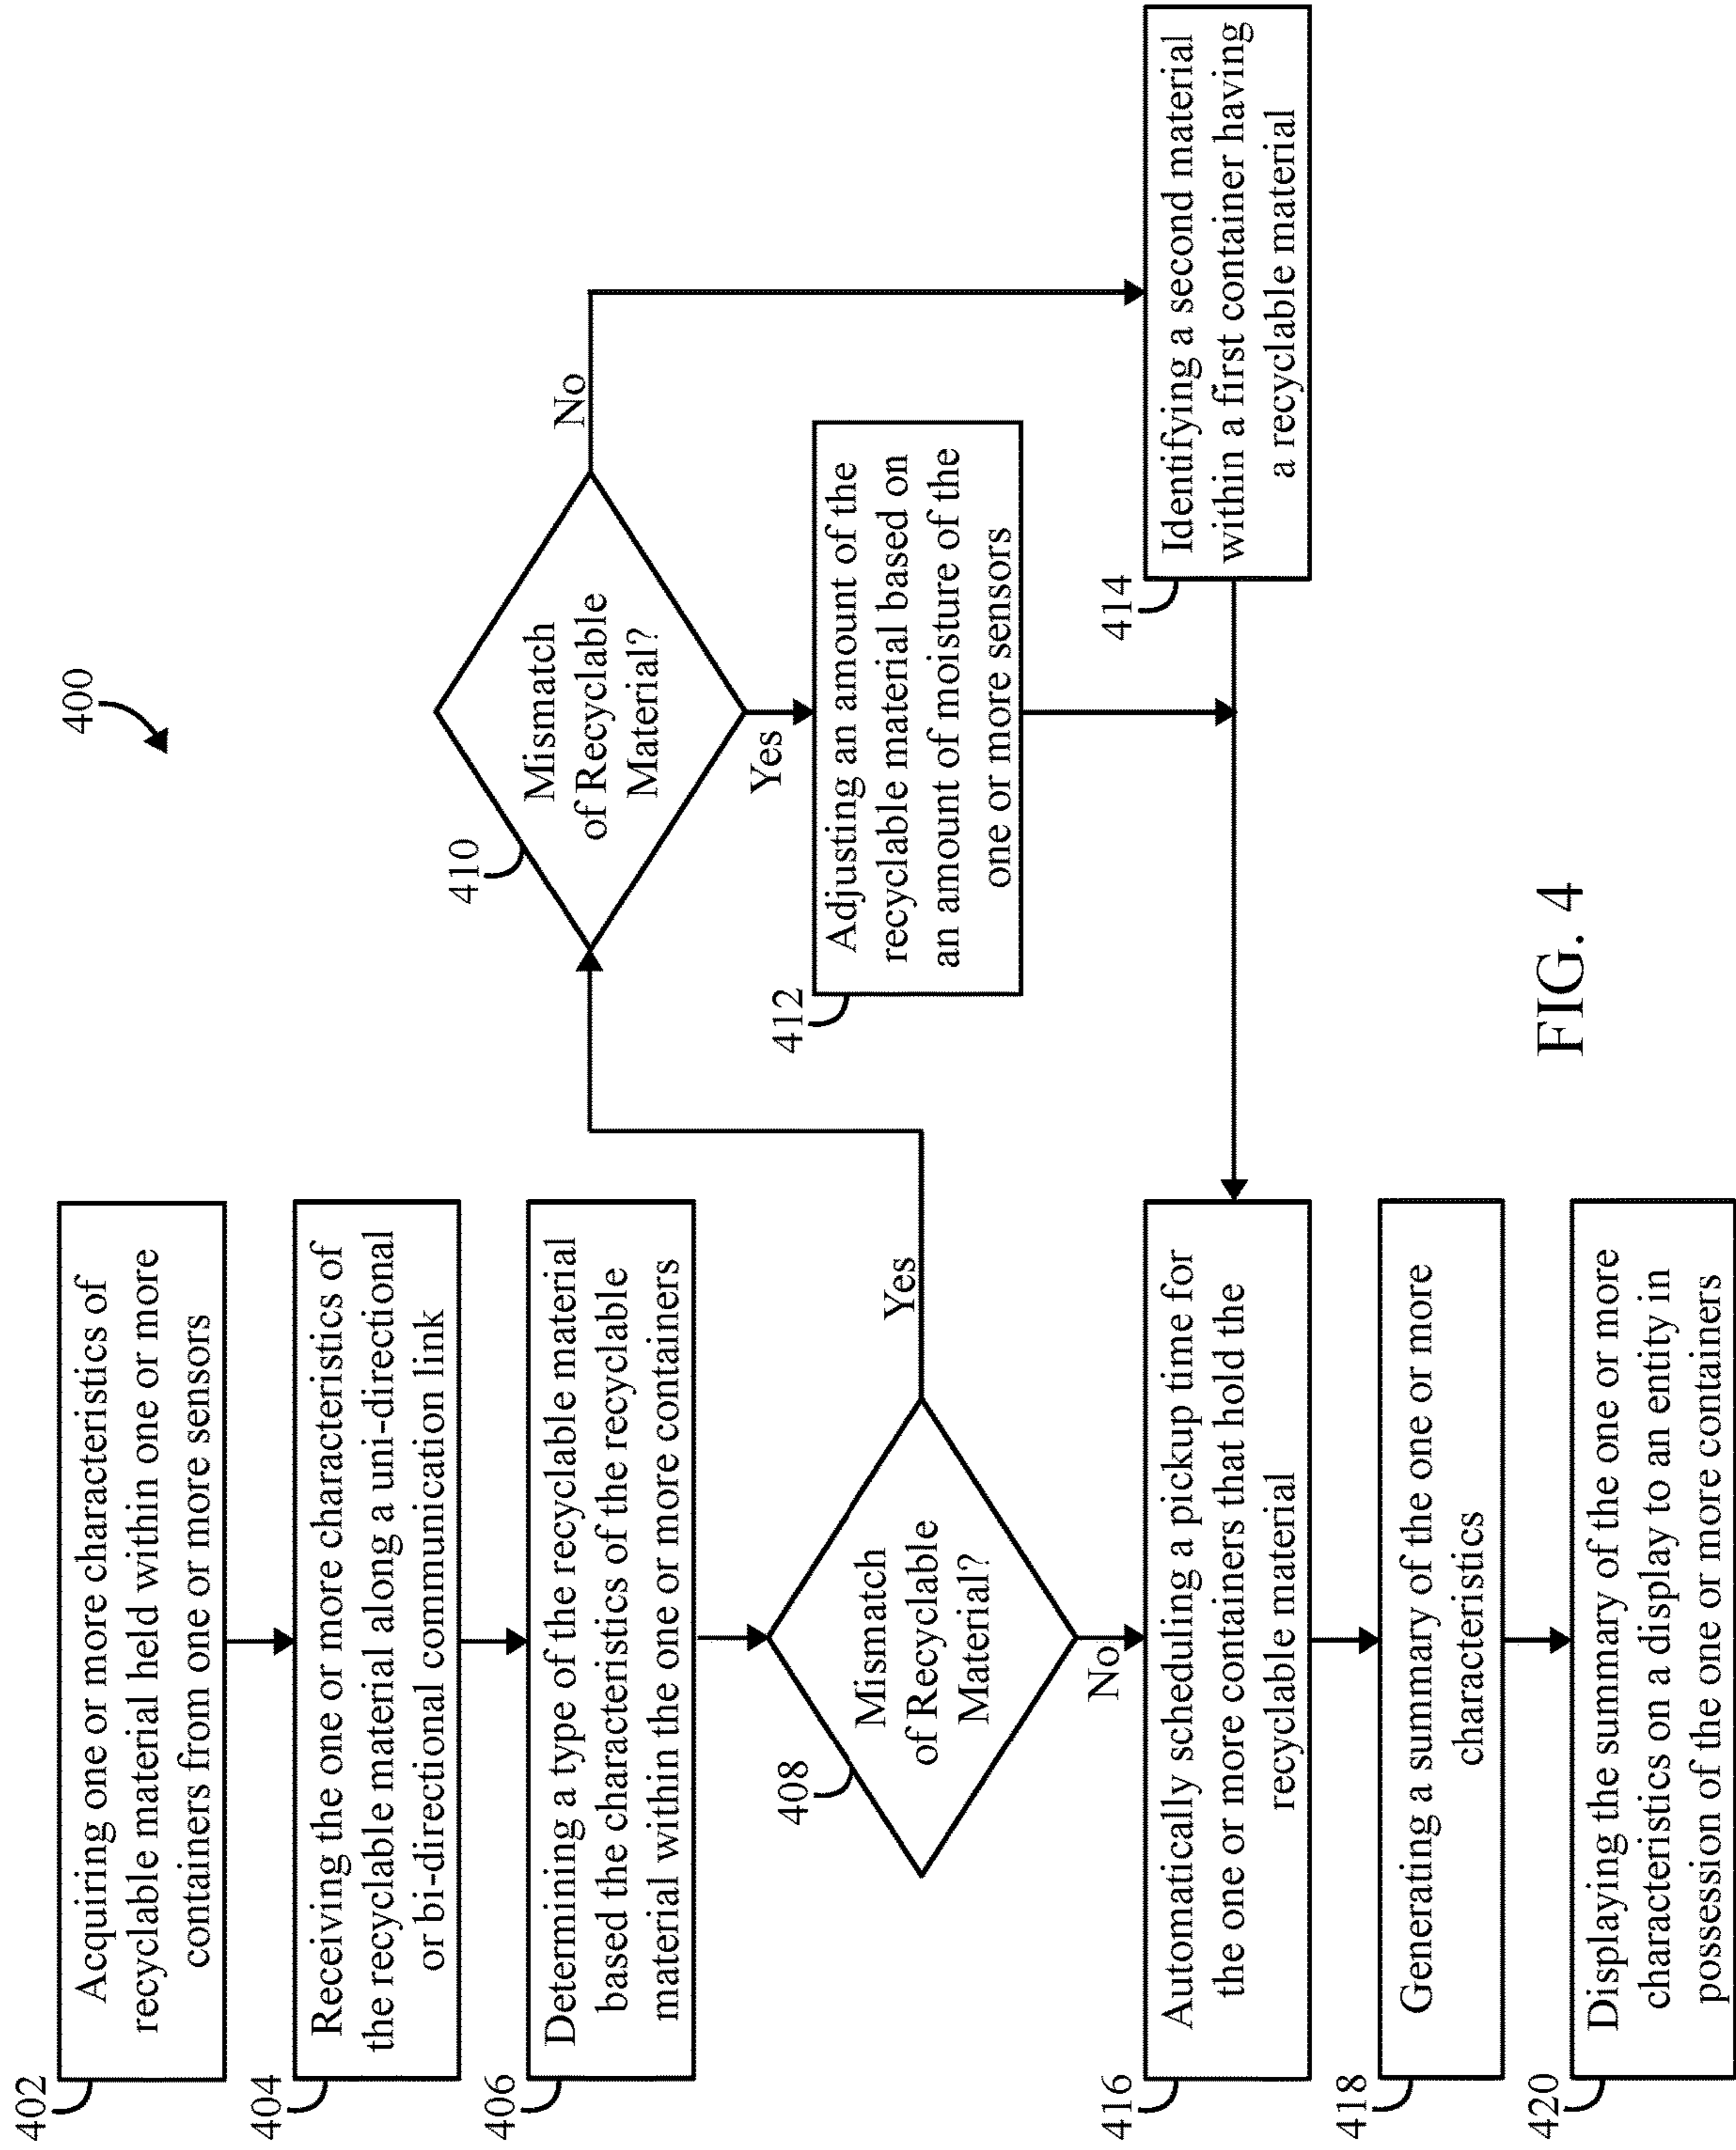 400
402
Acquiring one or more characteristics of
recyclable material held within one or more
containers from one or more sensors
404
Receiving the one or more characteristics of
the recyclable material along a uni-directional
or bi-directional communication link
406
Determining a type of the recyclable material
based the characteristics of the recyclable
material within the one or more containers
408
Mismatch
of Recyclable
Material?
Yes
No
410
Mismatch
of Recyclable
Material?
No
Yes
412
Adjusting an amount of the
recyclable material based on
an amount of moisture of the
one or more sensors
414
Identifying a second material
within a first container having
a recyclable material
416
Automatically scheduling a pickup time for
the one or more containers that hold the
recyclable material
418
Generating a summary of the one or more
characteristics
420
Displaying the summary of the one or more
characteristics on a display to an entity in
possession of the one or more containers
FIG. 4